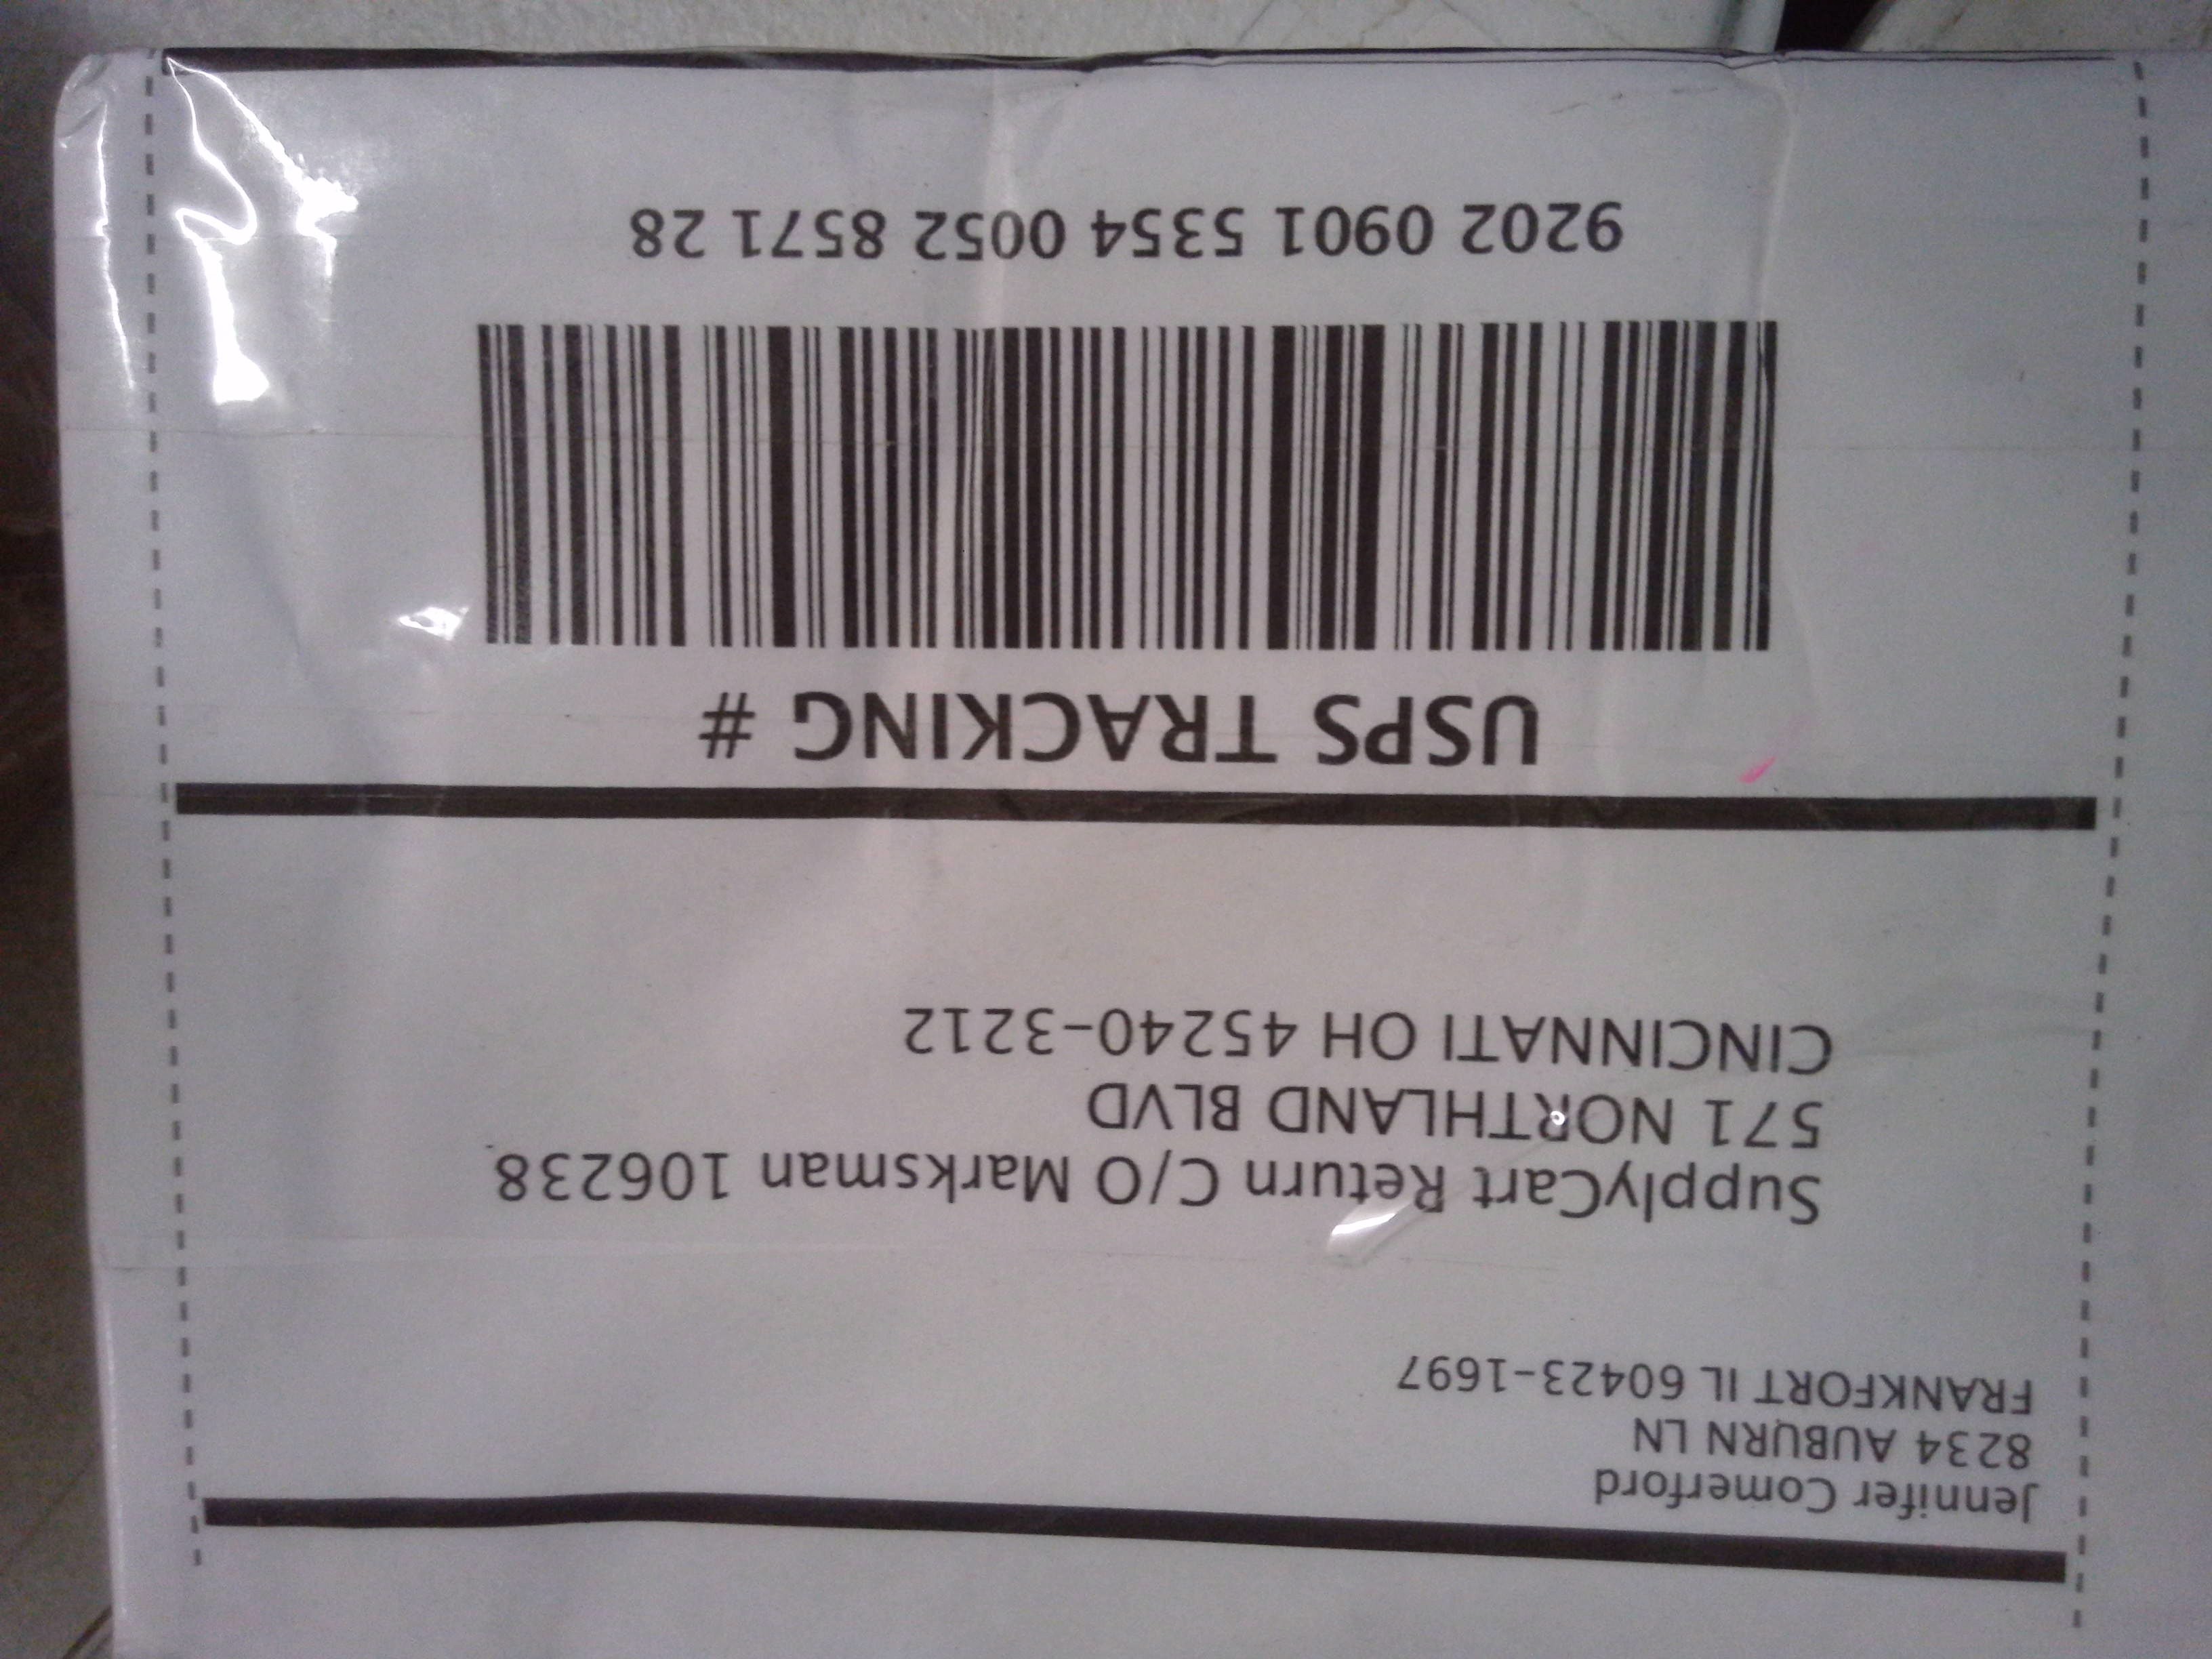 Jennifer Comerford
8234 AUBURN LN
FRANKFORT IL 60423-1697
SupplyCart Return C/O Marksman 106238
571 NORTHLAND BLVD
CINCINNATI OH 45240-3212
USPS TRACKING #
9202 0901 5354 0052 8571 28